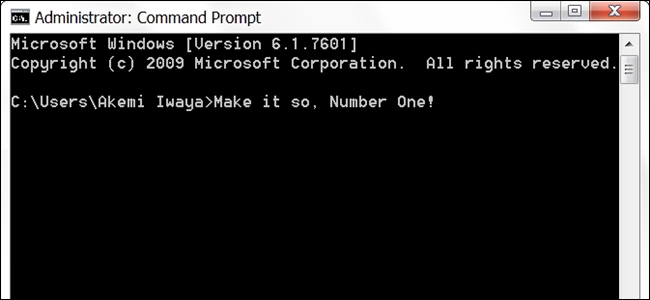 Administrator: Command Prompt
Microsoft Windows [Version 6.1.7601]
Copyright (c) 2009 Microsoft Corporation.  All rights reserved.
C:\Users\Akemi Iwaya>Make it so, Number One!